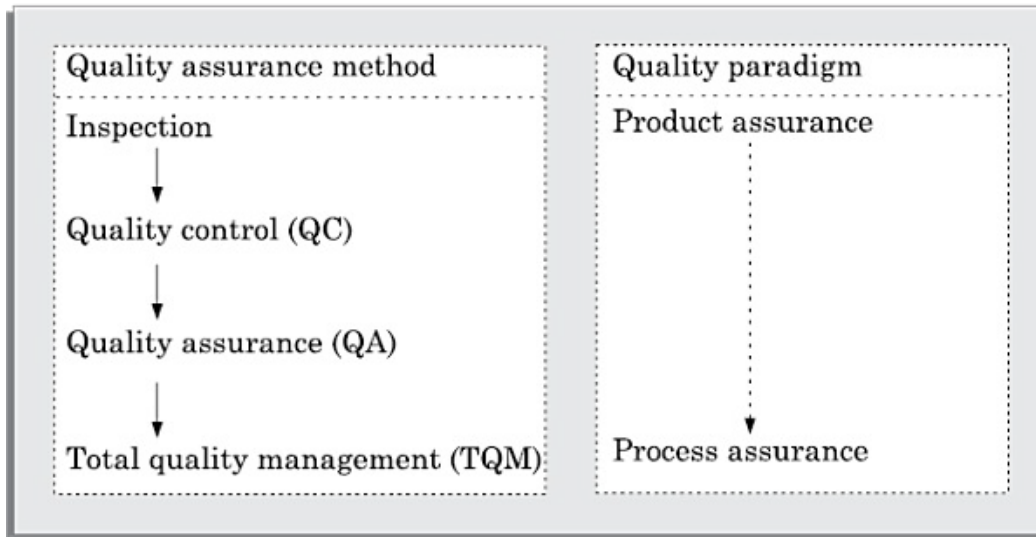 Quality assurance method
Inspection
Quality control (QC)
Quality assurance (QA)
Total quality management (TQM)
Quality paradigm
Product assurance
Process assurance